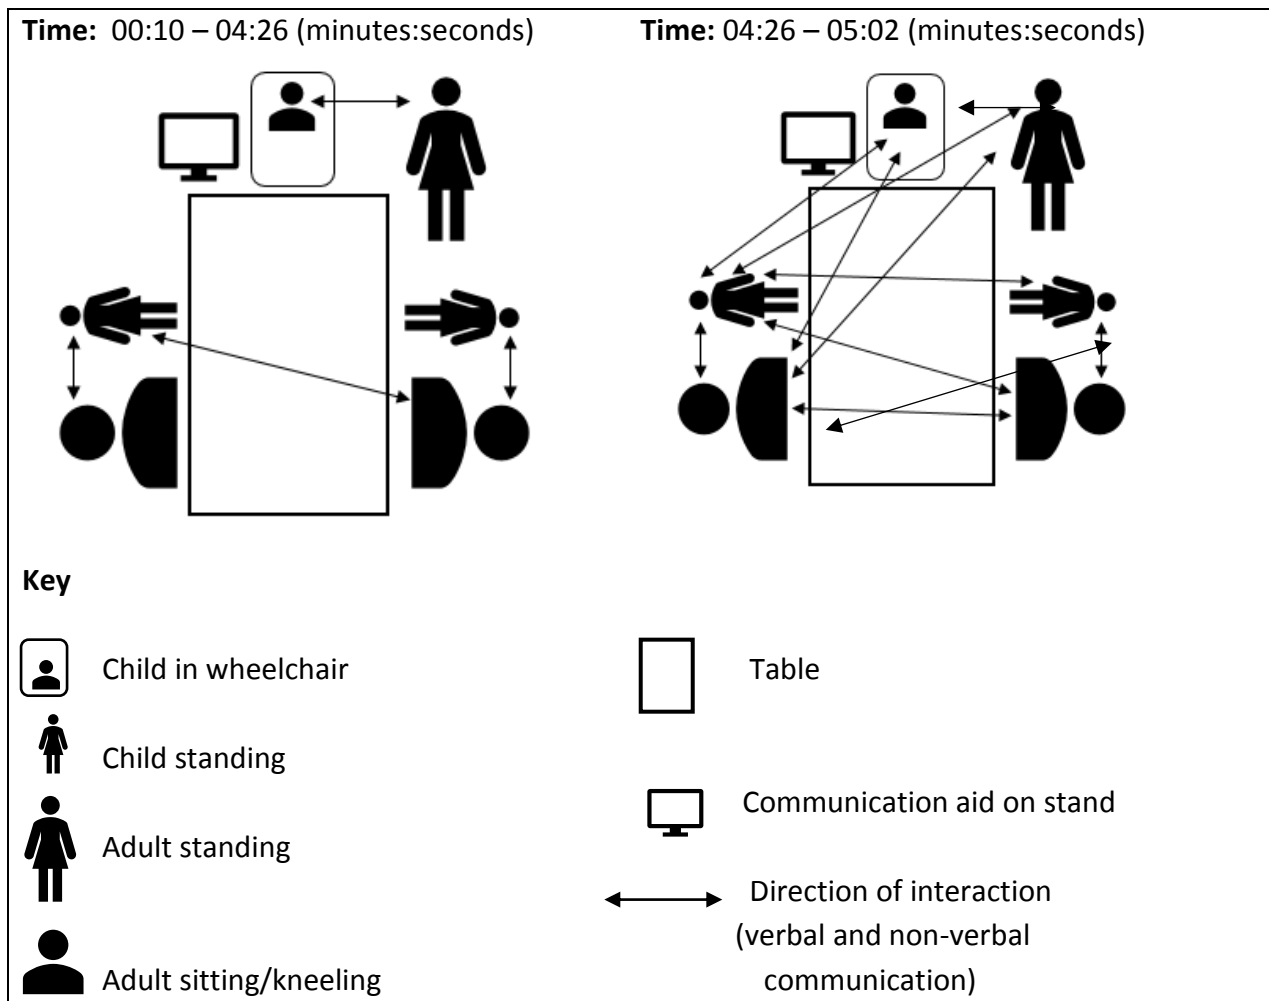 Time: 00:10 – 04:26 (minutes:seconds)
Time: 04:26 – 05:02 (minutes:seconds)
Key
Child in wheelchair
Child standing
Adult standing
Adult sitting/kneeling
Table
Communication aid on stand
Direction of interaction
(verbal and non-verbal
communication)